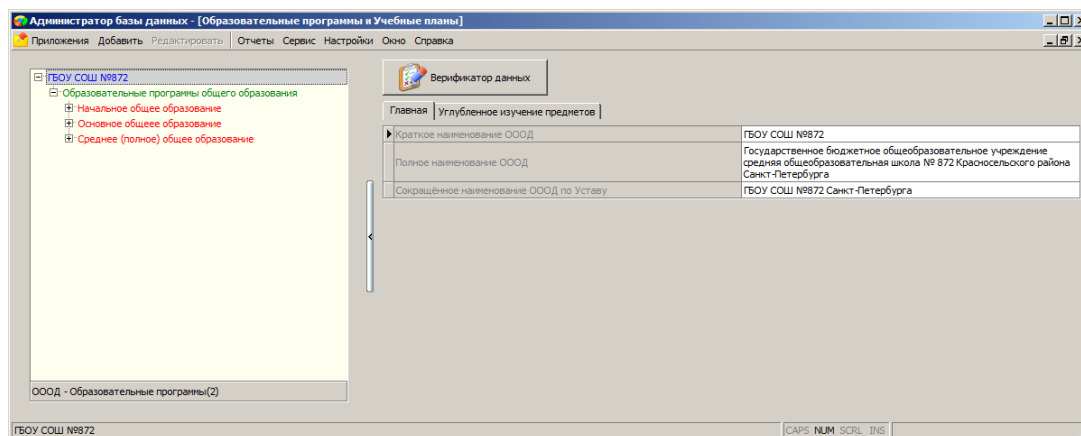 Администратор базы данных - [Образовательные программы и Учебные планы]
Приложения Добавить Редактировать Отчеты Сервис Настройки Окно Справка
ГБОУ СОШ №872
Образовательные программы общего образования
Начальное общее образование
Основное общеее образование
Среднее (полное) общее образование
ОООД - Образовательные программы(2)
Верификатор данных
Главная Углубленное изучение предметов
Краткое наименование ОООД ГБОУ СОШ №872
Полное наименование ОООД
Государственное бюджетное общеобразовательное учреждение
средняя общеобразовательная школа № 872 Красносельского района
Санкт-Петербурга
Сокращённое наименование ОООД по Уставу ГБОУ СОШ №872 Санкт-Петербурга
ГБОУ СОШ №872 CAPS NUM SCRL INS